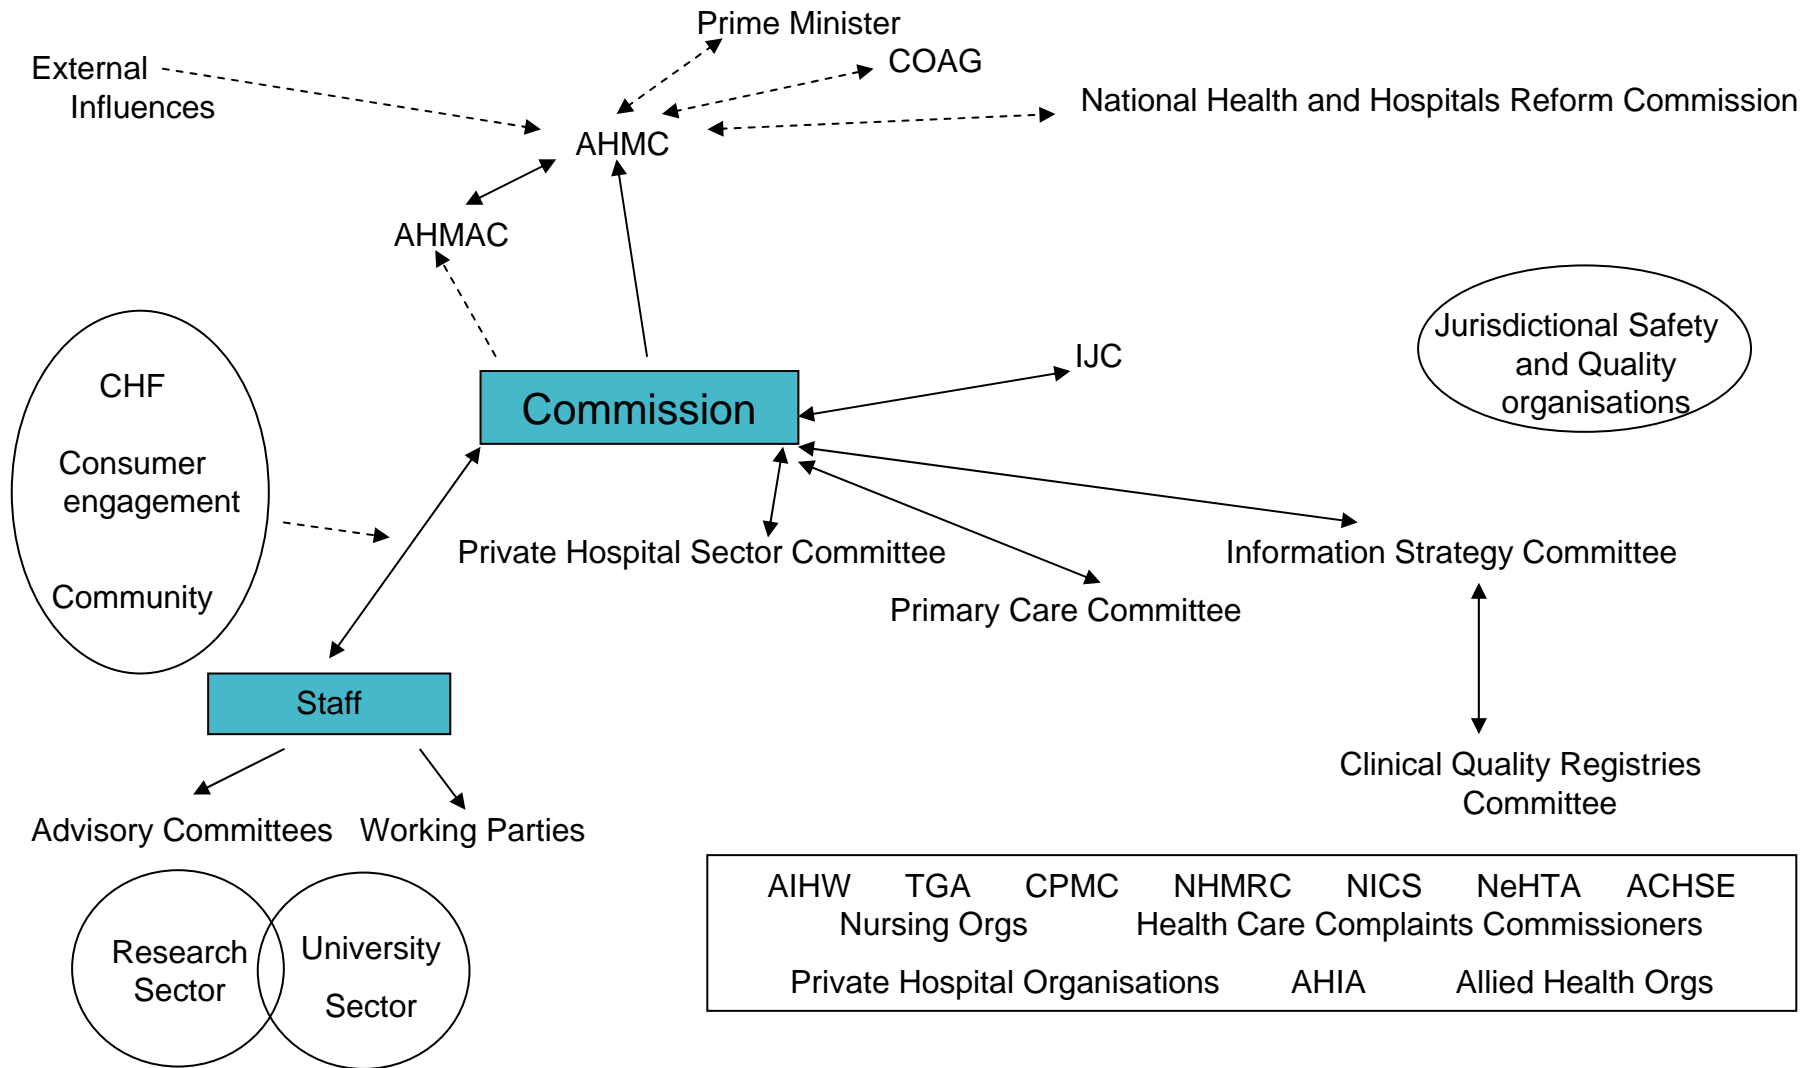 Prime Minister
External
Influences
COAG
National Health and Hospitals Reform Commission
AHMC
AHMAC
Jurisdictional Safety
and Quality
organisations
IJC
CHF
Consumer
engagement
Community
Commission
Private Hospital Sector Committee
Information Strategy Committee
Primary Care Committee
Staff
Clinical Quality Registries
Committee
Advisory Committees
Working Parties
AIHW TGA CPMC NHMRC NICS NeHTA ACHSE
Nursing Orgs Health Care Complaints Commissioners
Private Hospital Organisations AHIA Allied Health Orgs
Research
Sector
University
Sector